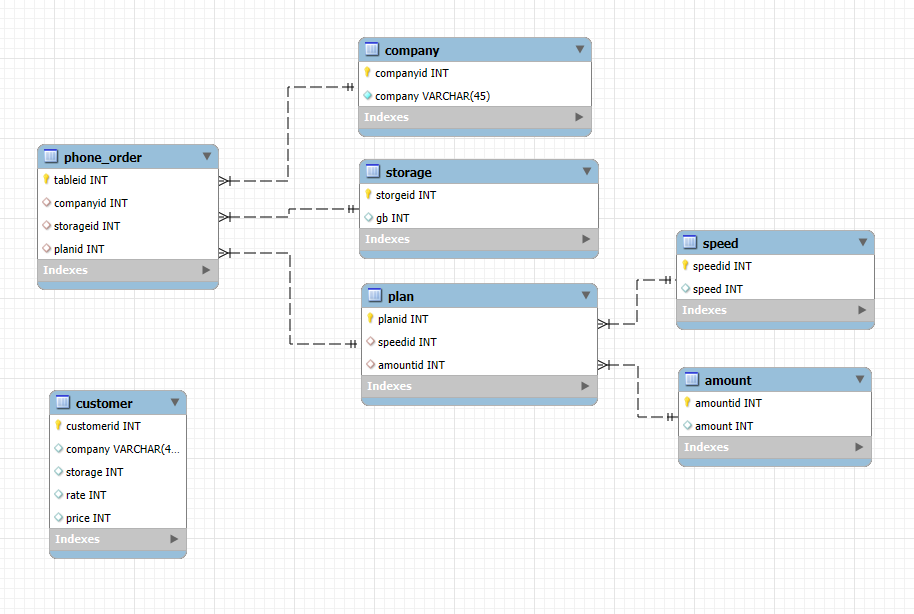 company
companyid INT
company VARCHAR(45)
Indexes
phone_order
tableid INT
companyid INT
storageid INT
planid INT
Indexes
storage
storgeid INT
gb INT
Indexes
plan
planid INT
speedid INT
amountid INT
Indexes
speed
speedid INT
speed INT
Indexes
amount
amountid INT
amount INT
Indexes
customer
customerid INT
company VARCHAR(4...
storage INT
rate INT
price INT
Indexes